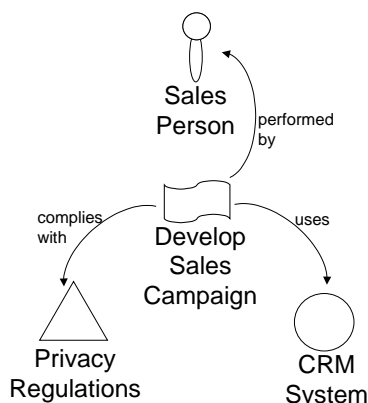 Sales
Person
performed
by
complies
with
uses
Develop
Sales
Campaign
Privacy
Regulations
CRM
System